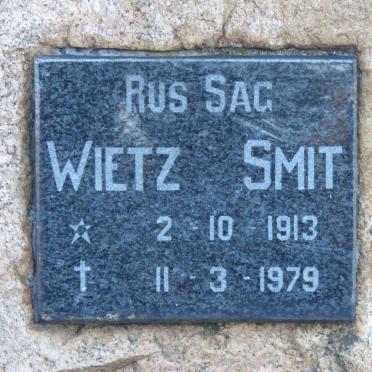 RUS SAG
WIETZ SMIT
☆ 2 - 10 1913
† 11 - 3 - 1979